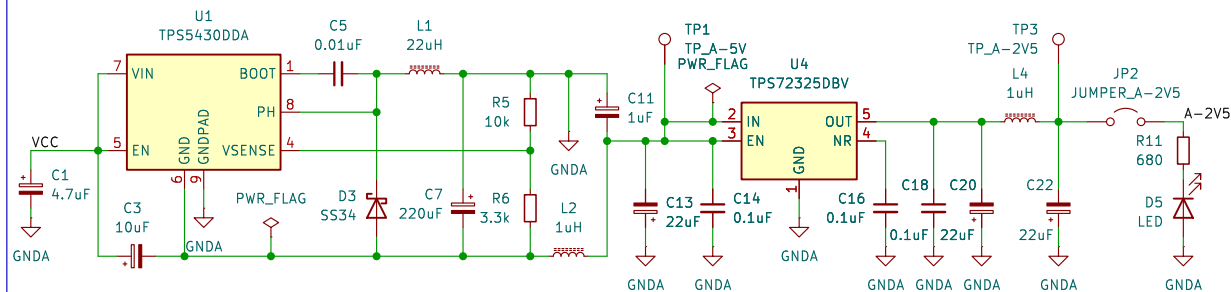 U1
TPS5430DDA
7 VIN
BOOT 1
PH 8
5 EN
VSENSE 4
GND
GNDPAD
6
9
VCC
C1
4.7uF
GNDA
C3
10uF
GNDA
PWR_FLAG
C5
0.01uF
L1
22uH
D3
SS34
C7
220uF
R5
10k
R6
3.3k
GNDA
L2
1uH
C11
1uF
TP1
TP_A-5V
PWR_FLAG
U4
TPS72325DBV
2 IN
3 EN
OUT 5
NR 4
GND
1
GNDA
C13
22uF
GNDA
C14
0.1uF
GNDA
C16
0.1uF
GNDA
C18
0.1uF
GNDA
C20
22uF
GNDA
L4
1uH
TP3
TP_A-2V5
C22
22uF
GNDA
JP2
JUMPER_A-2V5
A-2V5
R11
680
D5
LED
GNDA